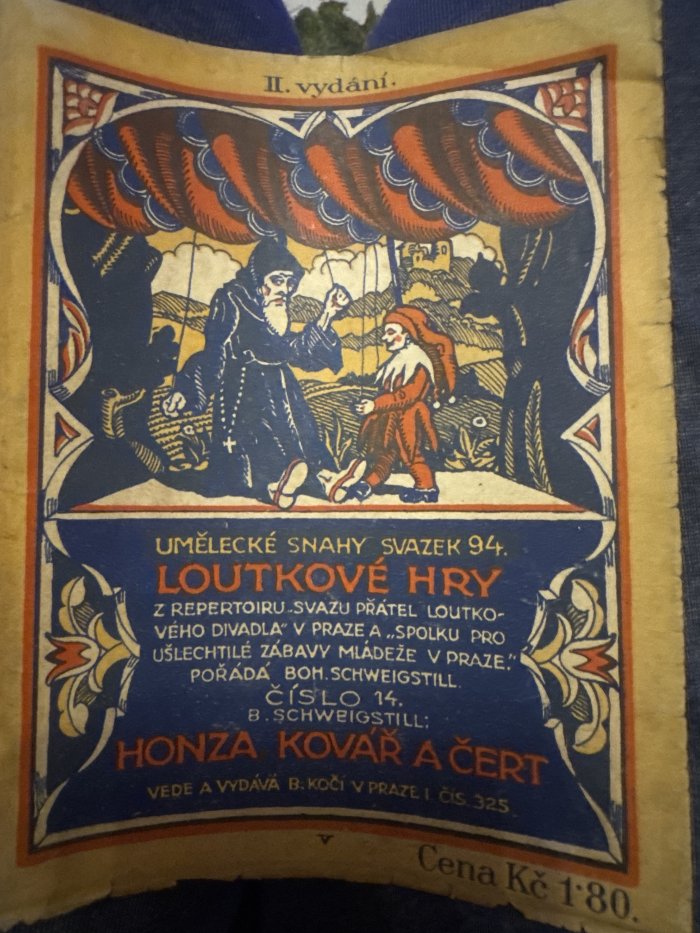 II. vydání.
UMĚLECKÉ SNAHY SVAZEK 94.
LOUTKOVÉ HRY
Z REPERTOIRU „SVAZU PŘÁTEL LOUTKO-
VÉHO DIVADLA" V PRAZE A „SPOLKU PRO
UŠLECHTILÉ ZÁBAVY MLÁDEŽE V PRAZE."
POŘÁDÁ BOH. SCHWEIGSTILL.
ČÍSLO 14.
B. SCHWEIGSTILL:
HONZA KOVÁŘ A ČERT
VEDE A VYDÁVÁ B. KOČÍ V PRAZE I. ČÍS. 325
Cena Kč 1·80.